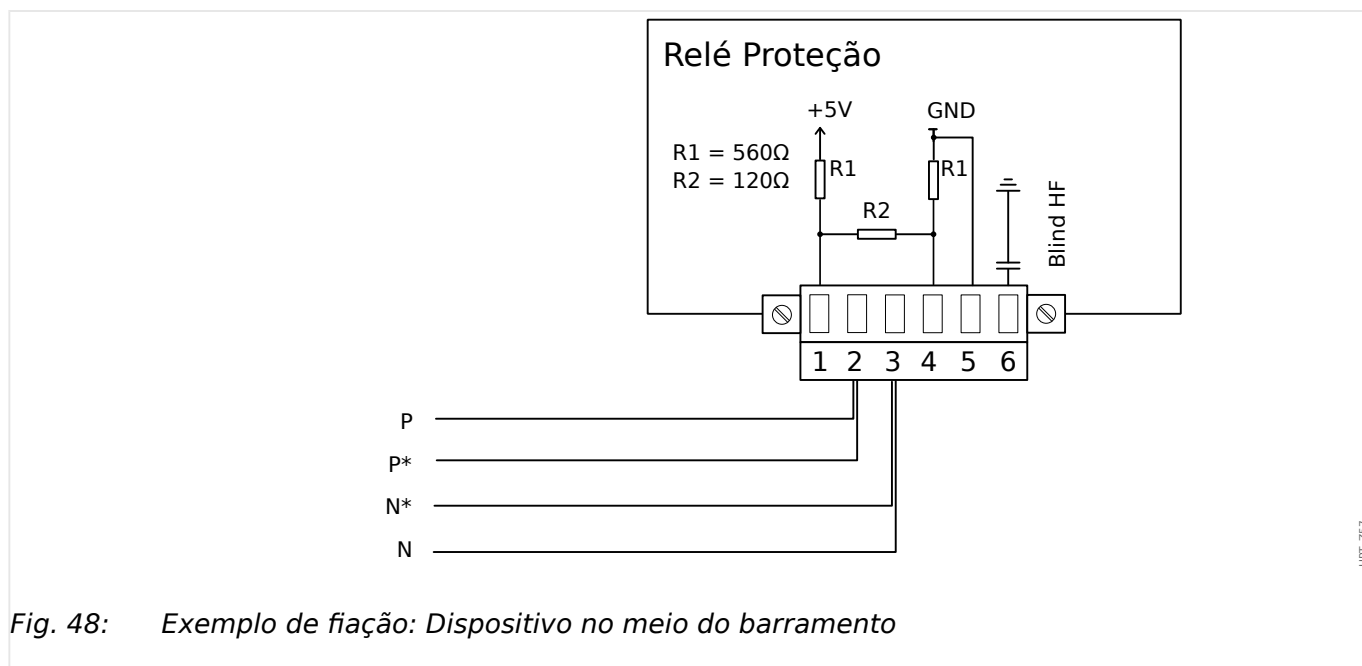 Relé Proteção
+5V
GND
R1 = 560Ω
R2 = 120Ω
R1
R1
R2
Blind HF
1 2 3 4 5 6
P
P*
N*
N
Fig. 48: Exemplo de fiação: Dispositivo no meio do barramento